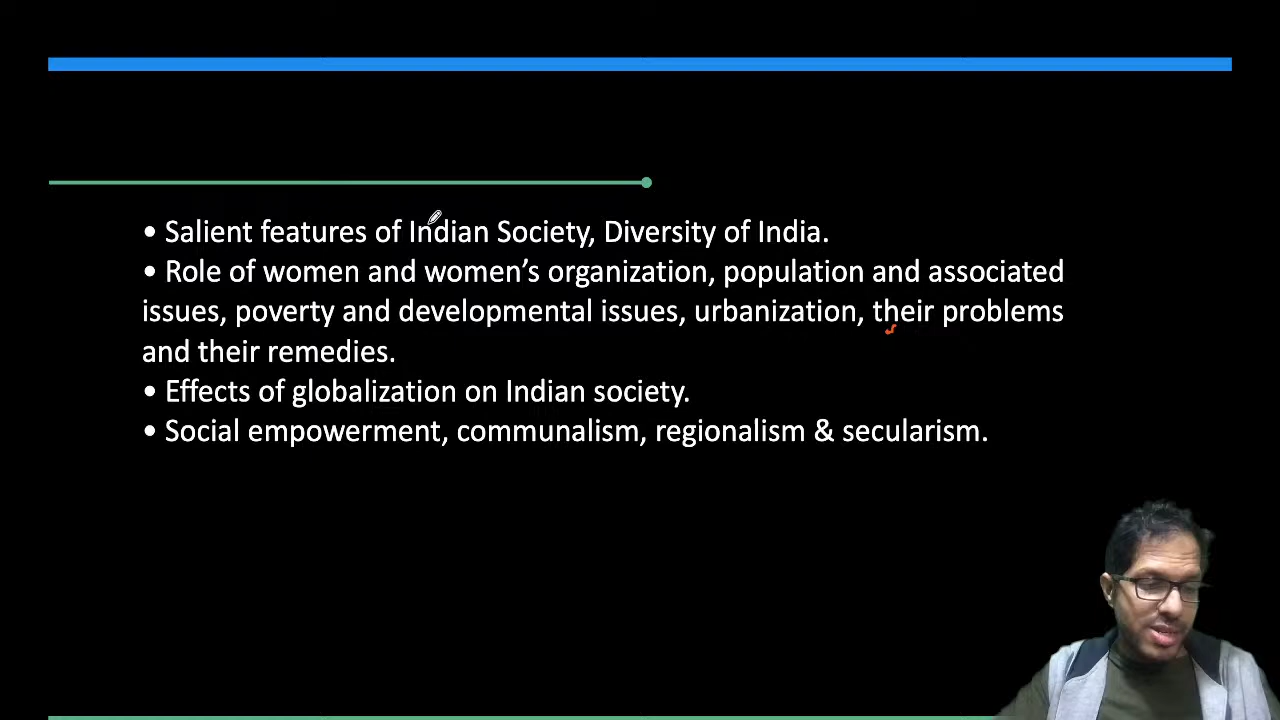 • Salient features of Indian Society, Diversity of India.
• Role of women and women’s organization, population and associated
issues, poverty and developmental issues, urbanization, their problems
and their remedies.
• Effects of globalization on Indian society.
• Social empowerment, communalism, regionalism & secularism.